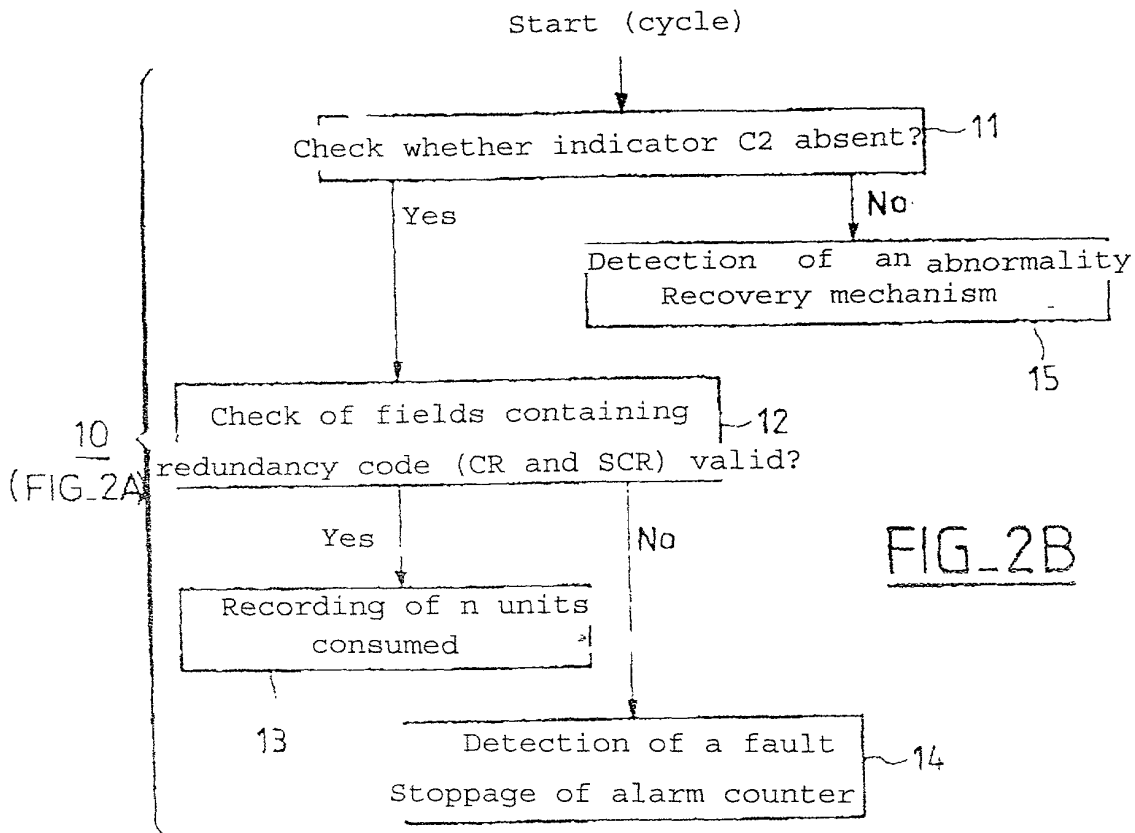 Start (cycle)
Check whether indicator C2 absent?
11
Yes
No
Detection of an abnormality
Recovery mechanism
15
Check of fields containing
12
10
(FIG_2A)
redundancy code (CR and SCR) valid?
Yes
No
FIG_2B
Recording of n units
consumed
13
Detection of a fault
14
Stoppage of alarm counter